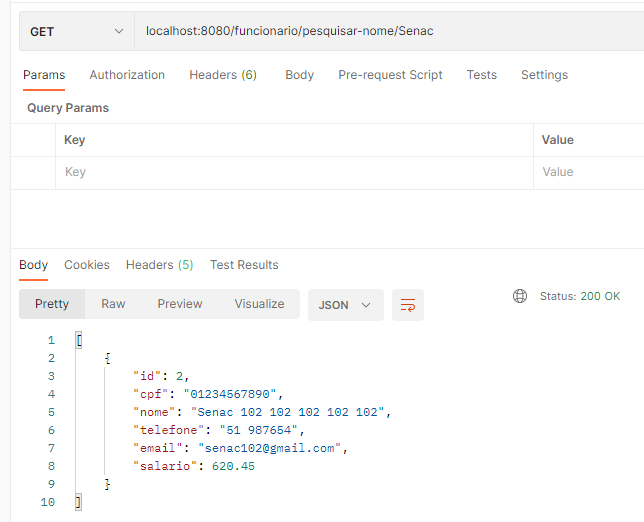 GET localhost:8080/funcionario/pesquisar-nome/Senac
Params Authorization Headers (6) Body Pre-request Script Tests Settings
Query Params
Key Value
Key Value
Body Cookies Headers (5) Test Results
Pretty Raw Preview Visualize JSON Status: 200 OK
1 [
2 {
3 "id": 2,
4 "cpf": "01234567890",
5 "nome": "Senac 102 102 102 102 102",
6 "telefone": "51 987654",
7 "email": "senac102@gmail.com",
8 "salario": 620.45
9 }
10 ]